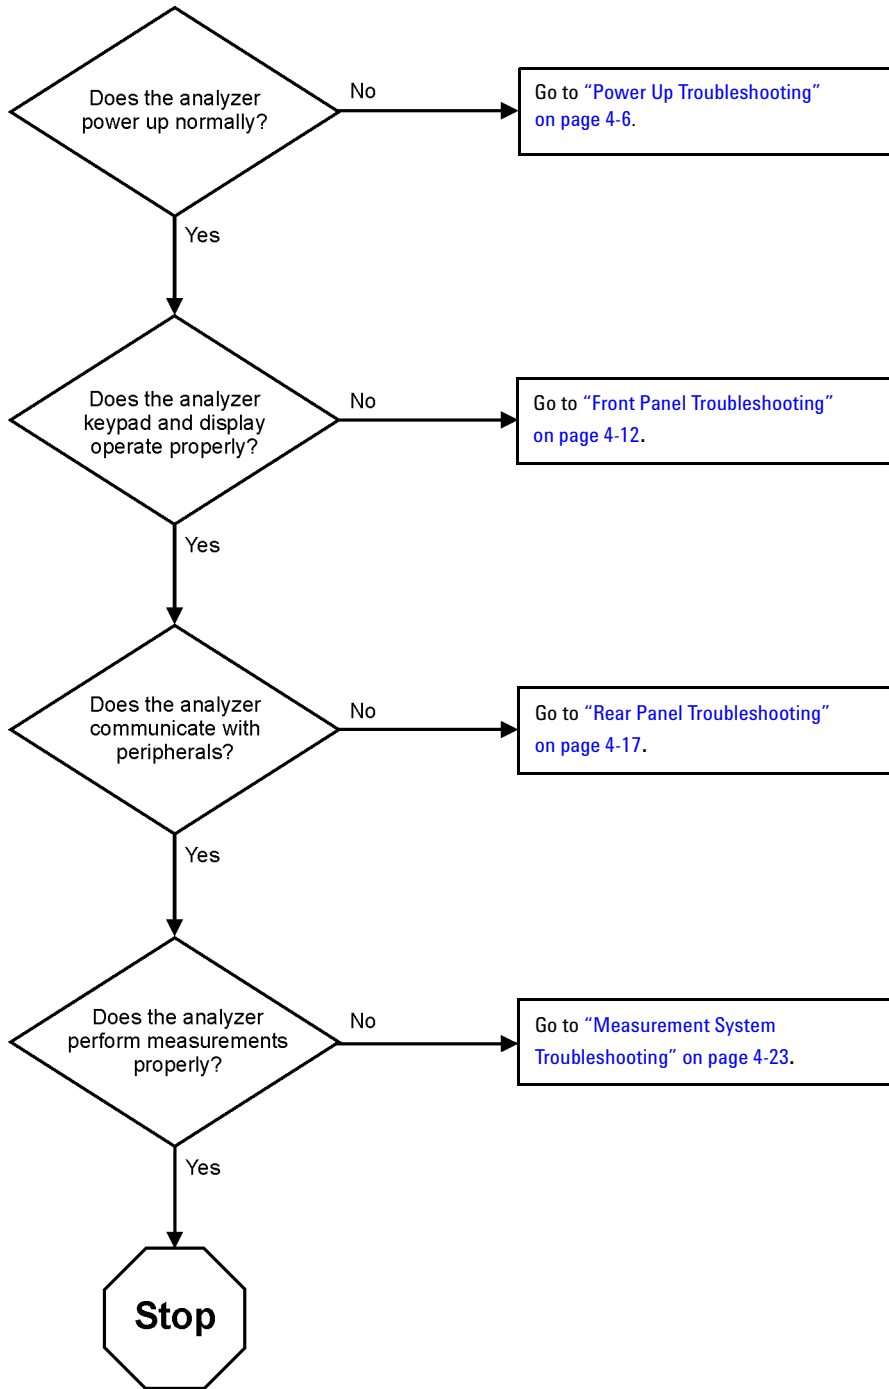 Does the analyzer
power up normally?
No
Go to “Power Up Troubleshooting”
on page 4-6.
Yes
Does the analyzer
keypad and display
operate properly?
No
Go to “Front Panel Troubleshooting”
on page 4-12.
Yes
Does the analyzer
communicate with
peripherals?
No
Go to “Rear Panel Troubleshooting”
on page 4-17.
Yes
Does the analyzer
perform measurements
properly?
No
Go to “Measurement System
Troubleshooting” on page 4-23.
Yes
Stop